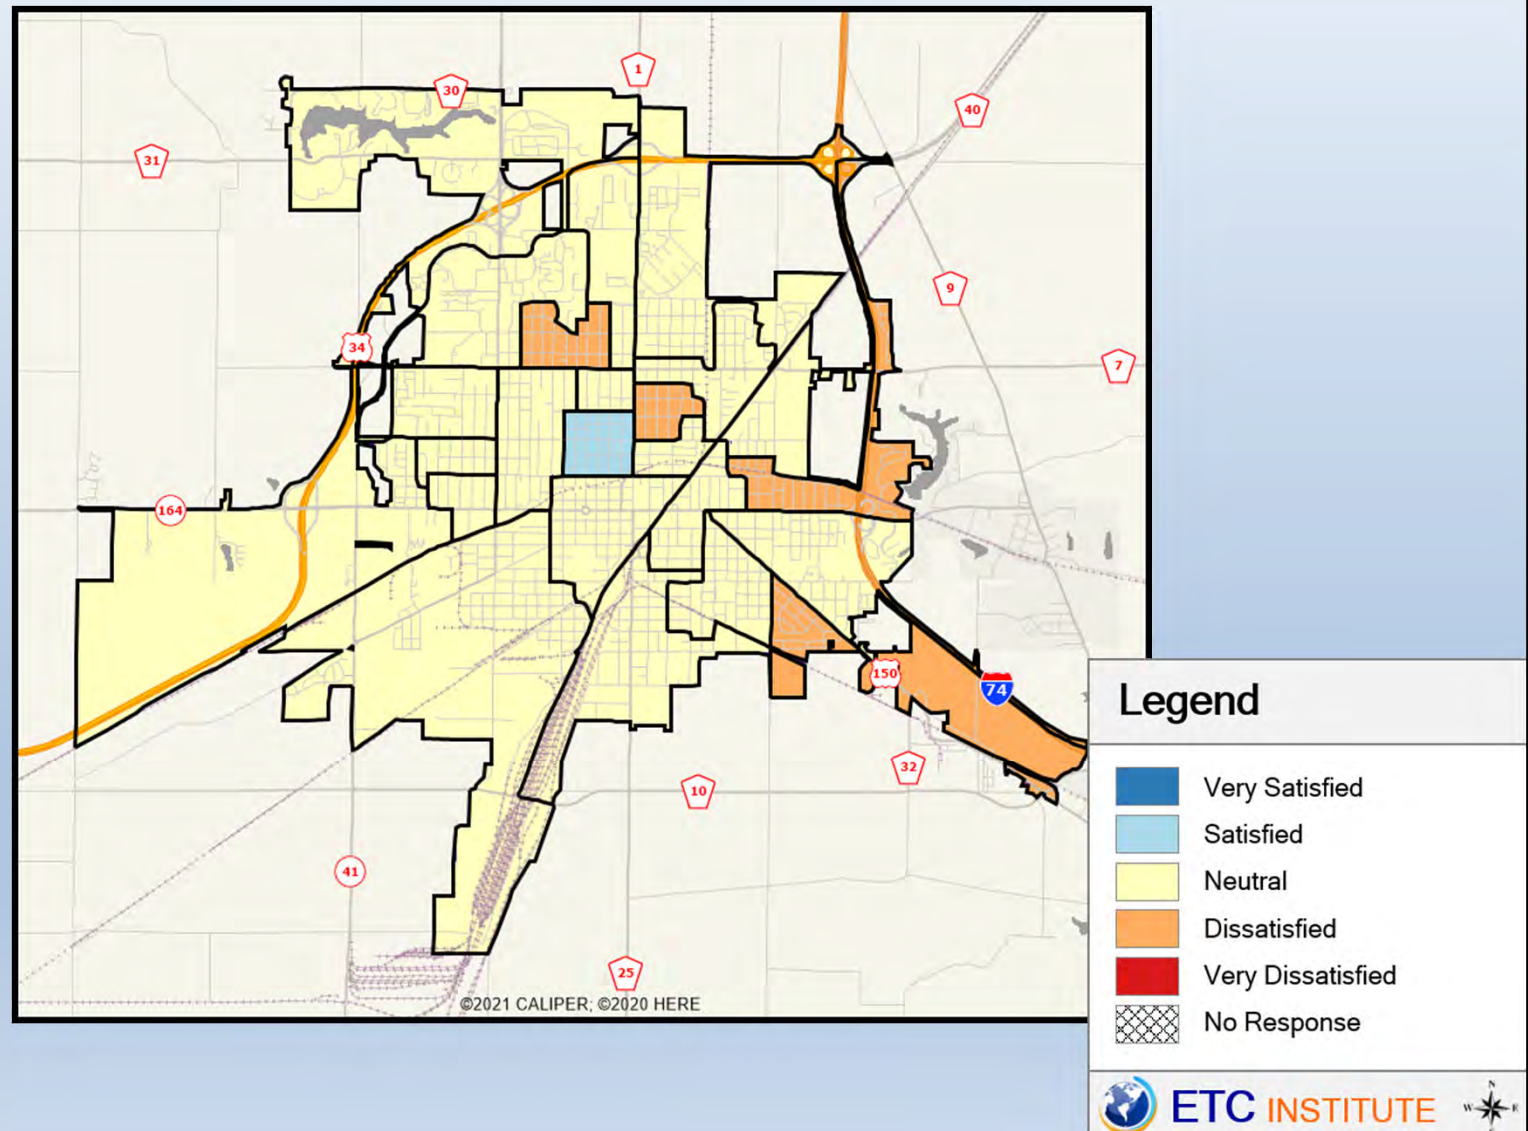 1
30
40
31
9
34
7
164
150
74
32
10
41
25
©2021 CALIPER; ©2020 HERE
Legend
Very Satisfied
Satisfied
Neutral
Dissatisfied
Very Dissatisfied
No Response
ETC INSTITUTE
N
W E
S